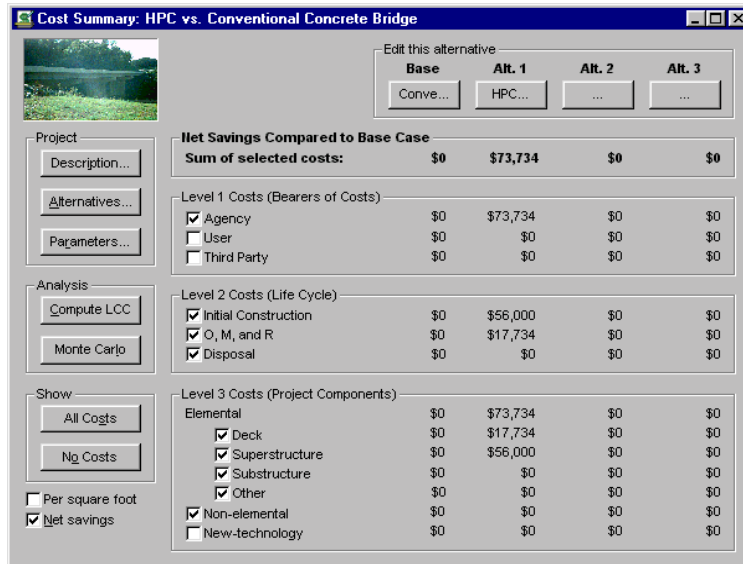 Cost Summary: HPC vs. Conventional Concrete Bridge
Edit this alternative
Base Alt. 1 Alt. 2 Alt. 3
Conve... HPC... ... ...
Project
Description...
Alternatives...
Parameters...
Net Savings Compared to Base Case
Sum of selected costs: $0 $73,734 $0 $0
Level 1 Costs (Bearers of Costs)
Agency $0 $73,734 $0 $0
User $0 $0 $0 $0
Third Party $0 $0 $0 $0
Analysis
Compute LCC
Monte Carlo
Level 2 Costs (Life Cycle)
Initial Construction $0 $56,000 $0 $0
O, M, and R $0 $17,734 $0 $0
Disposal $0 $0 $0 $0
Show
All Costs
No Costs
Per square foot
Net savings
Level 3 Costs (Project Components)
Elemental $0 $73,734 $0 $0
Deck $0 $17,734 $0 $0
Superstructure $0 $56,000 $0 $0
Substructure $0 $0 $0 $0
Other $0 $0 $0 $0
Non-elemental $0 $0 $0 $0
New-technology $0 $0 $0 $0